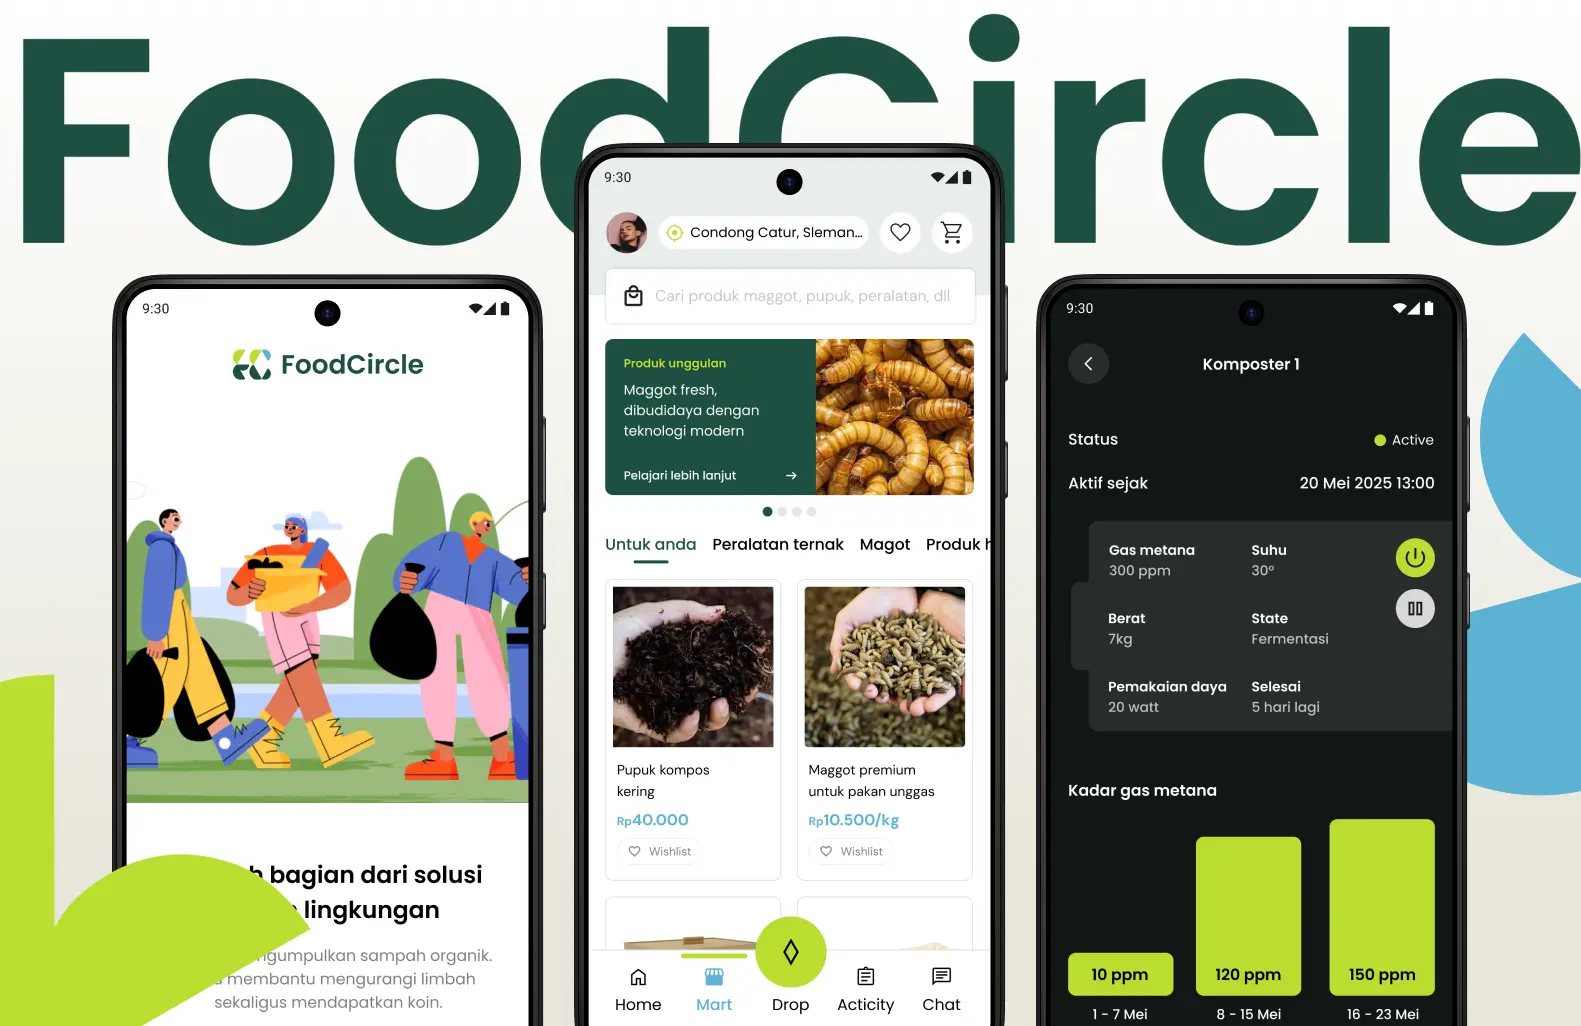 FoodCircle
9:30
FoodCircle
bagian dari solusi
lingkungan
sampah organik.
membantu mengurangi limbah
sekaligus mendapatkan koin.
9:30
Condong Catur, Sleman...
Cari produk maggot, pupuk, peralatan, dll
Produk unggulan
Maggot fresh,
dibudidaya dengan
teknologi modern
Pelajari lebih lanjut
Untuk anda Peralatan ternak Magot Produk
Pupuk kompos
kering
Rp40.000
Wishlist
Maggot premium
untuk pakan unggas
Rp10.500/kg
Wishlist
Home Mart Drop Acticity Chat
9:30
Komposter 1
Status Active
Aktif sejak 20 Mei 2025 13:00
Gas metana Suhu
300 ppm 30°
Berat State
7kg Fermentasi
Pemakaian daya Selesai
20 watt 5 hari lagi
Kadar gas metana
10 ppm 120 ppm 150 ppm
1 - 7 Mei 8 - 15 Mei 16 - 23 Mei